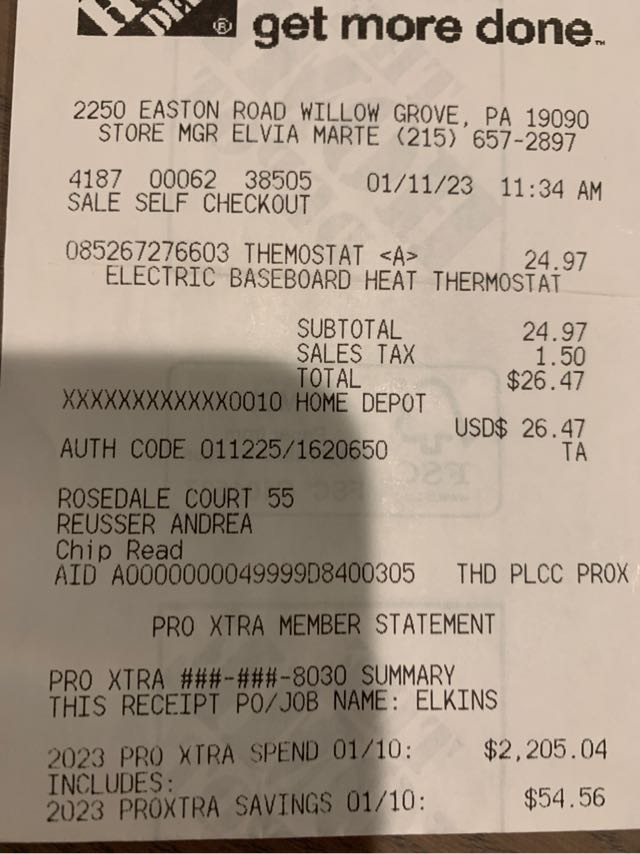 get more done.™
2250 EASTON ROAD WILLOW GROVE, PA 19090
STORE MGR ELVIA MARTE (215) 657-2897
4187 00062 38505 01/11/23 11:34 AM
SALE SELF CHECKOUT
085267276603 THEMOSTAT <A> 24.97
ELECTRIC BASEBOARD HEAT THERMOSTAT
SUBTOTAL 24.97
SALES TAX 1.50
TOTAL $26.47
XXXXXXXXXXXX0010 HOME DEPOT
USD$ 26.47
AUTH CODE 011225/1620650 TA
ROSEDALE COURT 55
REUSSER ANDREA
Chip Read
AID A0000000049999D8400305 THD PLCC PROX
PRO XTRA MEMBER STATEMENT
PRO XTRA ###-###-8030 SUMMARY
THIS RECEIPT PO/JOB NAME: ELKINS
2023 PRO XTRA SPEND 01/10: $2,205.04
INCLUDES:
2023 PROXTRA SAVINGS 01/10: $54.56